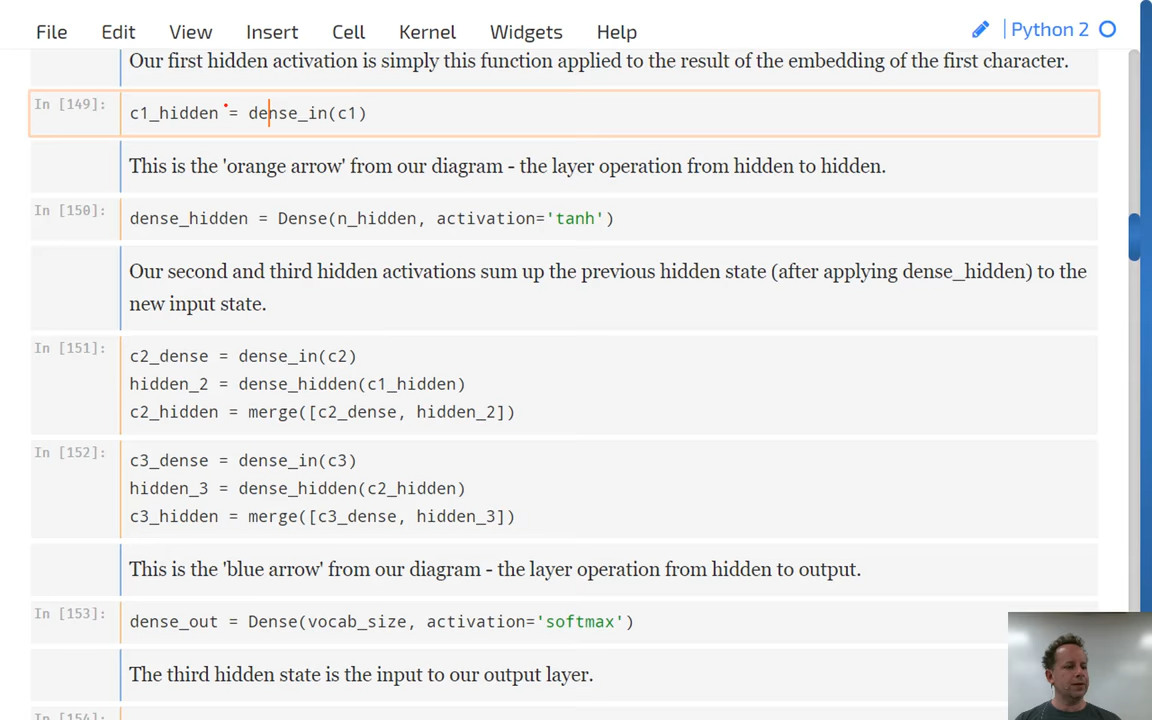 File Edit View Insert Cell Kernel Widgets Help Python 2
Our first hidden activation is simply this function applied to the result of the embedding of the first character.
In [149]: c1_hidden = dense_in(c1)
This is the 'orange arrow' from our diagram - the layer operation from hidden to hidden.
In [150]: dense_hidden = Dense(n_hidden, activation='tanh')
Our second and third hidden activations sum up the previous hidden state (after applying dense_hidden) to the
new input state.
In [151]: c2_dense = dense_in(c2)
hidden_2 = dense_hidden(c1_hidden)
c2_hidden = merge([c2_dense, hidden_2])
In [152]: c3_dense = dense_in(c3)
hidden_3 = dense_hidden(c2_hidden)
c3_hidden = merge([c3_dense, hidden_3])
This is the 'blue arrow' from our diagram - the layer operation from hidden to output.
In [153]: dense_out = Dense(vocab_size, activation='softmax')
The third hidden state is the input to our output layer.
In [154]: